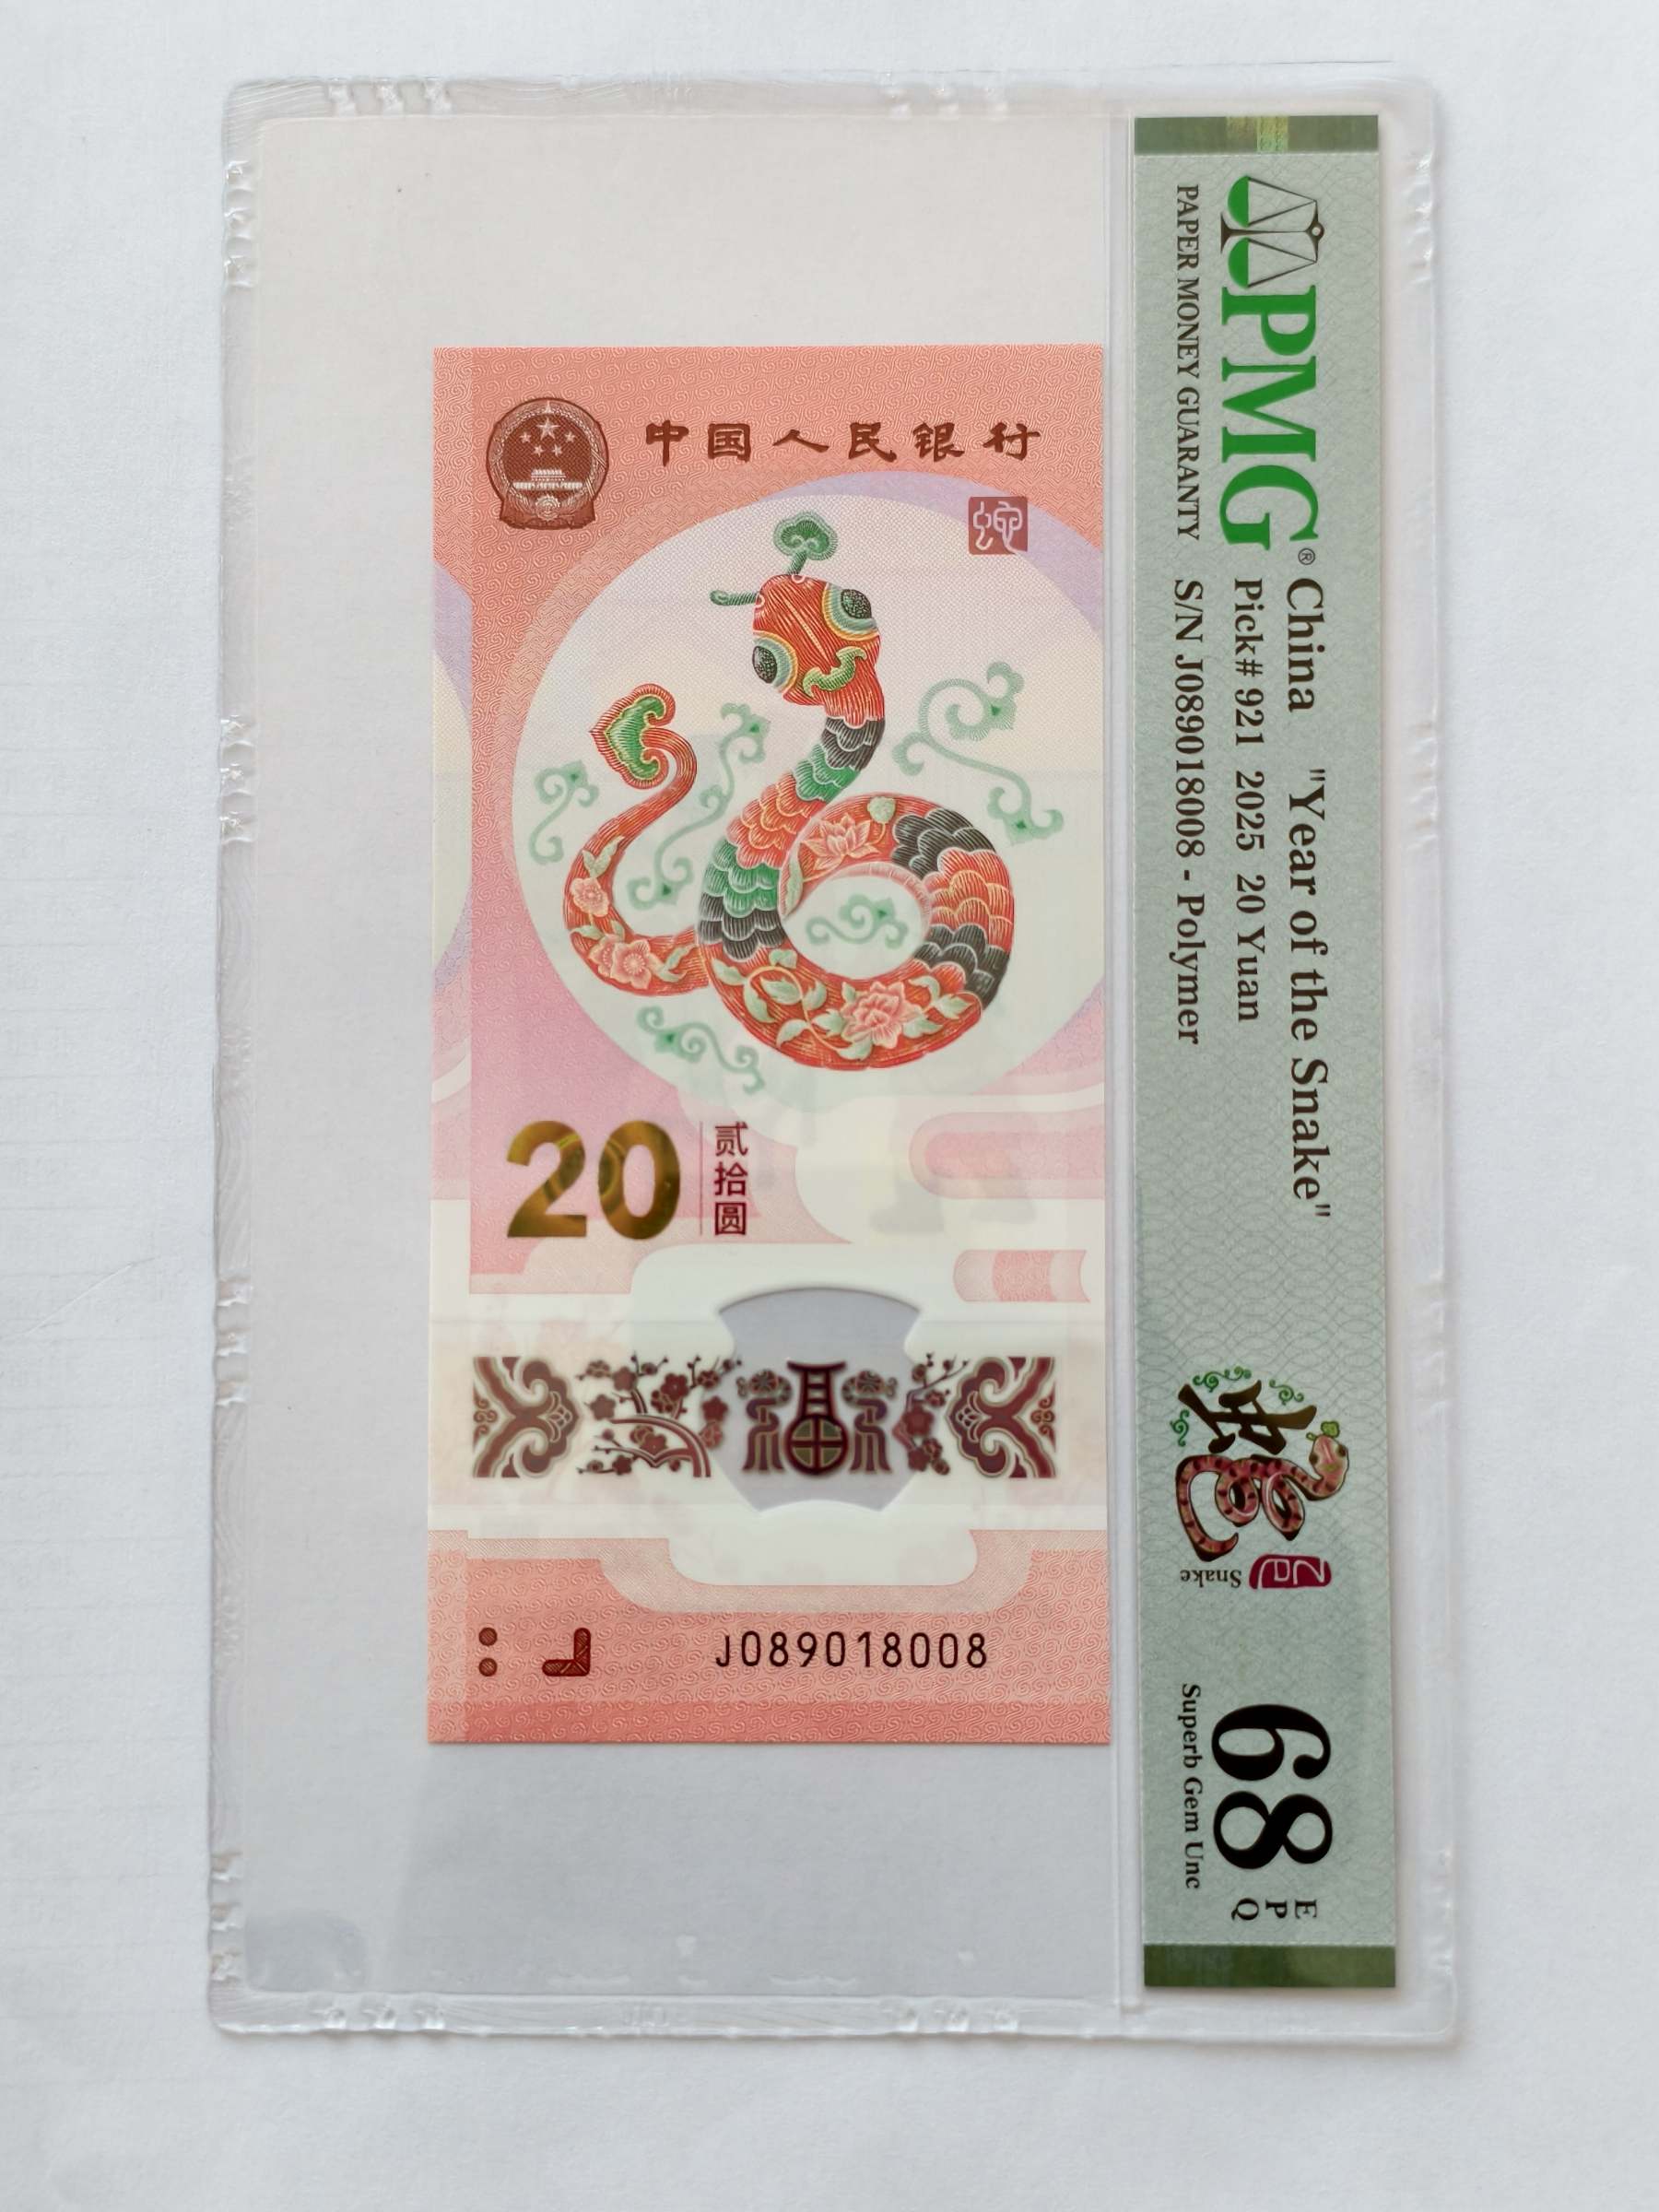 中国人民银行
蛇
20
贰拾圆
J089018008
PMG®
PAPER MONEY GUARANTY
China "Year of the Snake"
Pick# 921 2025 20 Yuan
S/N J089018008 - Polymer
蛇
Snake
68
EPQ
Superb Gem Unc